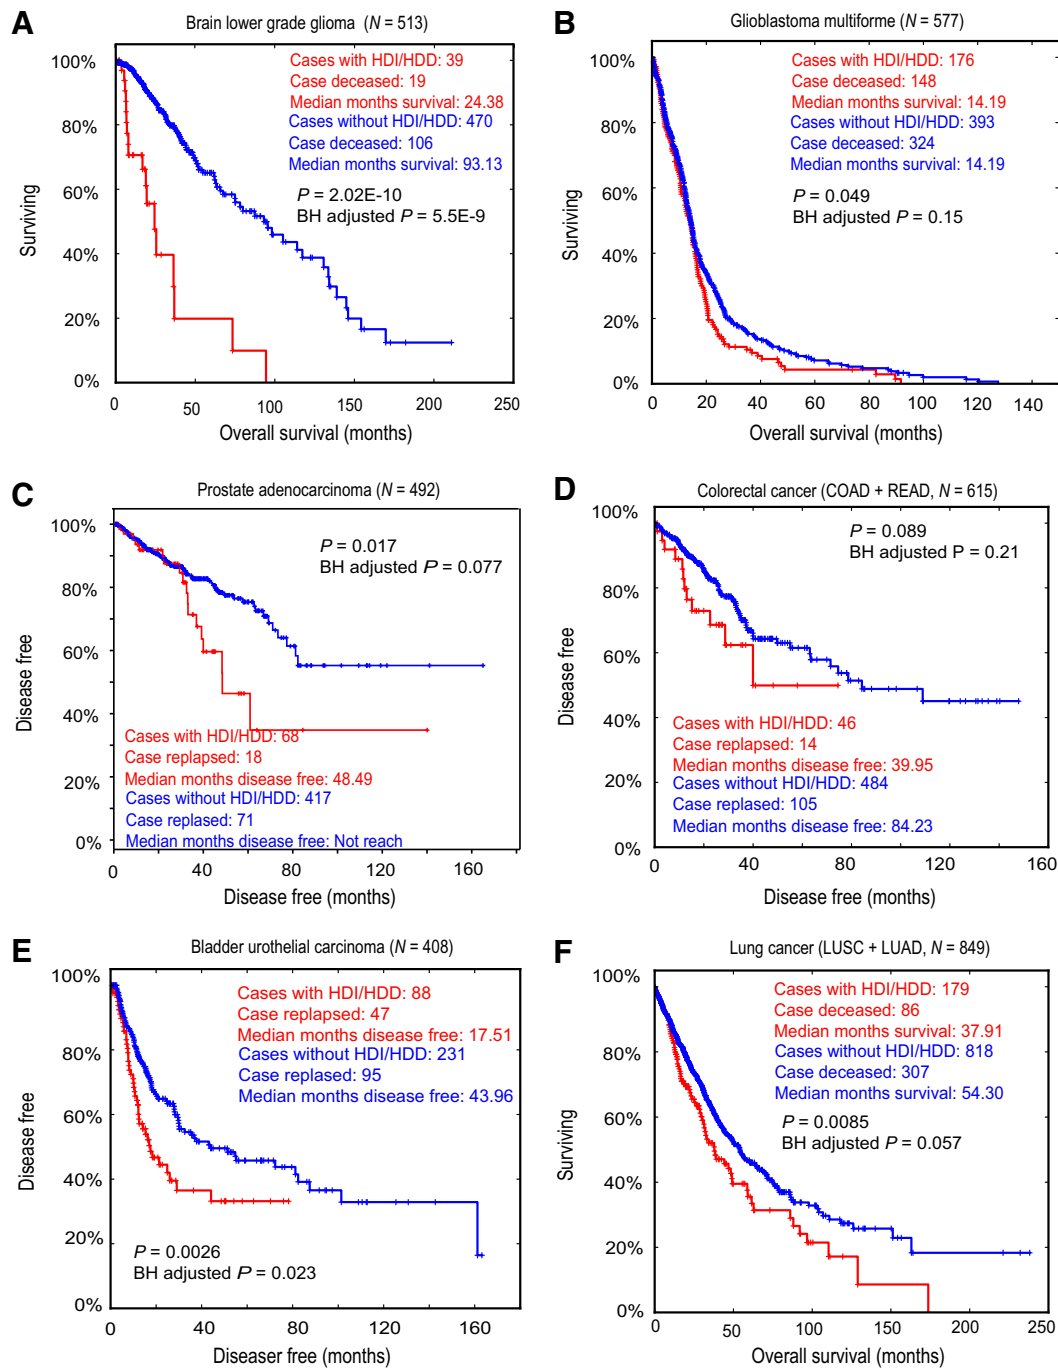 A
Brain lower grade glioma (N = 513)
100%
80%
60%
40%
20%
0%
Surviving
Cases with HDI/HDD: 39
Case deceased: 19
Median months survival: 24.38
Cases without HDI/HDD: 470
Case deceased: 106
Median months survival: 93.13
P = 2.02E-10
BH adjusted P = 5.5E-9
0 50 100 150 200 250
Overall survival (months)
B
Glioblastoma multiforme (N = 577)
100%
80%
60%
40%
20%
0%
Surviving
Cases with HDI/HDD: 176
Case deceased: 148
Median months survival: 14.19
Cases without HDI/HDD: 393
Case deceased: 324
Median months survival: 14.19
P = 0.049
BH adjusted P = 0.15
0 20 40 60 80 100 120 140
Overall survival (months)
C
Prostate adenocarcinoma (N = 492)
100%
80%
60%
40%
20%
0%
Disease free
P = 0.017
BH adjusted P = 0.077
Cases with HDI/HDD: 68
Case replapsed: 18
Median months disease free: 48.49
Cases without HDI/HDD: 417
Case replased: 71
Median months disease free: Not reach
0 40 80 120 160
Disease free (months)
D
Colorectal cancer (COAD + READ, N = 615)
100%
80%
60%
40%
20%
0%
Disease free
P = 0.089
BH adjusted P = 0.21
Cases with HDI/HDD: 46
Case replapsed: 14
Median months disease free: 39.95
Cases without HDI/HDD: 484
Case replased: 105
Median months disease free: 84.23
0 40 80 120 160
Disease free (months)
E
Bladder urothelial carcinoma (N = 408)
100%
80%
60%
40%
20%
0%
Disease free
Cases with HDI/HDD: 88
Case replapsed: 47
Median months disease free: 17.51
Cases without HDI/HDD: 231
Case replased: 95
Median months disease free: 43.96
P = 0.0026
BH adjusted P = 0.023
0 40 80 120 160
Diseaser free (months)
F
Lung cancer (LUSC + LUAD, N = 849)
100%
80%
60%
40%
20%
0%
Surviving
Cases with HDI/HDD: 179
Case deceased: 86
Median months survival: 37.91
Cases without HDI/HDD: 818
Case deceased: 307
Median months survival: 54.30
P = 0.0085
BH adjusted P = 0.057
0 50 100 150 200 250
Overall survival (months)